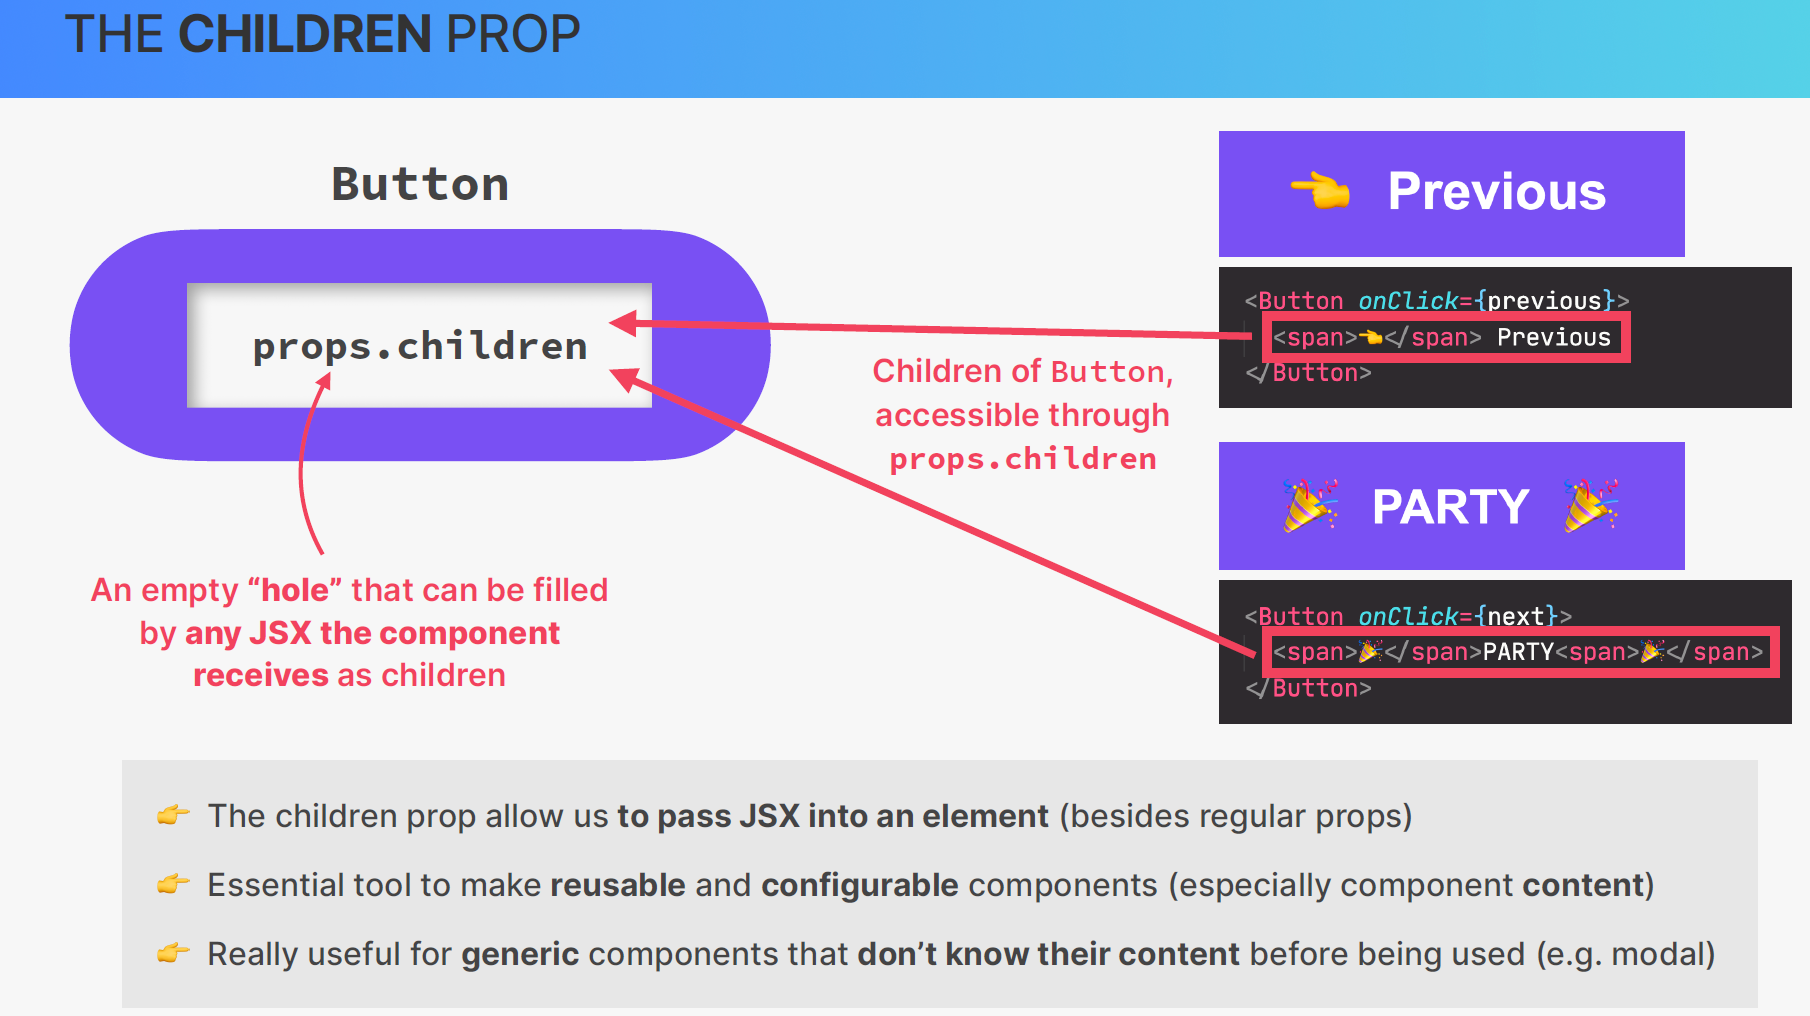 THE CHILDREN PROP
Button
props.children
An empty “hole” that can be filled
by any JSX the component
receives as children
Children of Button,
accessible through
props.children
👈 Previous
<Button onClick={previous}>
<span>👈</span> Previous
</Button>
🎉 PARTY 🎉
<Button onClick={next}>
<span>🎉</span>PARTY<span>🎉</span>
</Button>
👉 The children prop allow us to pass JSX into an element (besides regular props)
👉 Essential tool to make reusable and configurable components (especially component content)
👉 Really useful for generic components that don’t know their content before being used (e.g. modal)